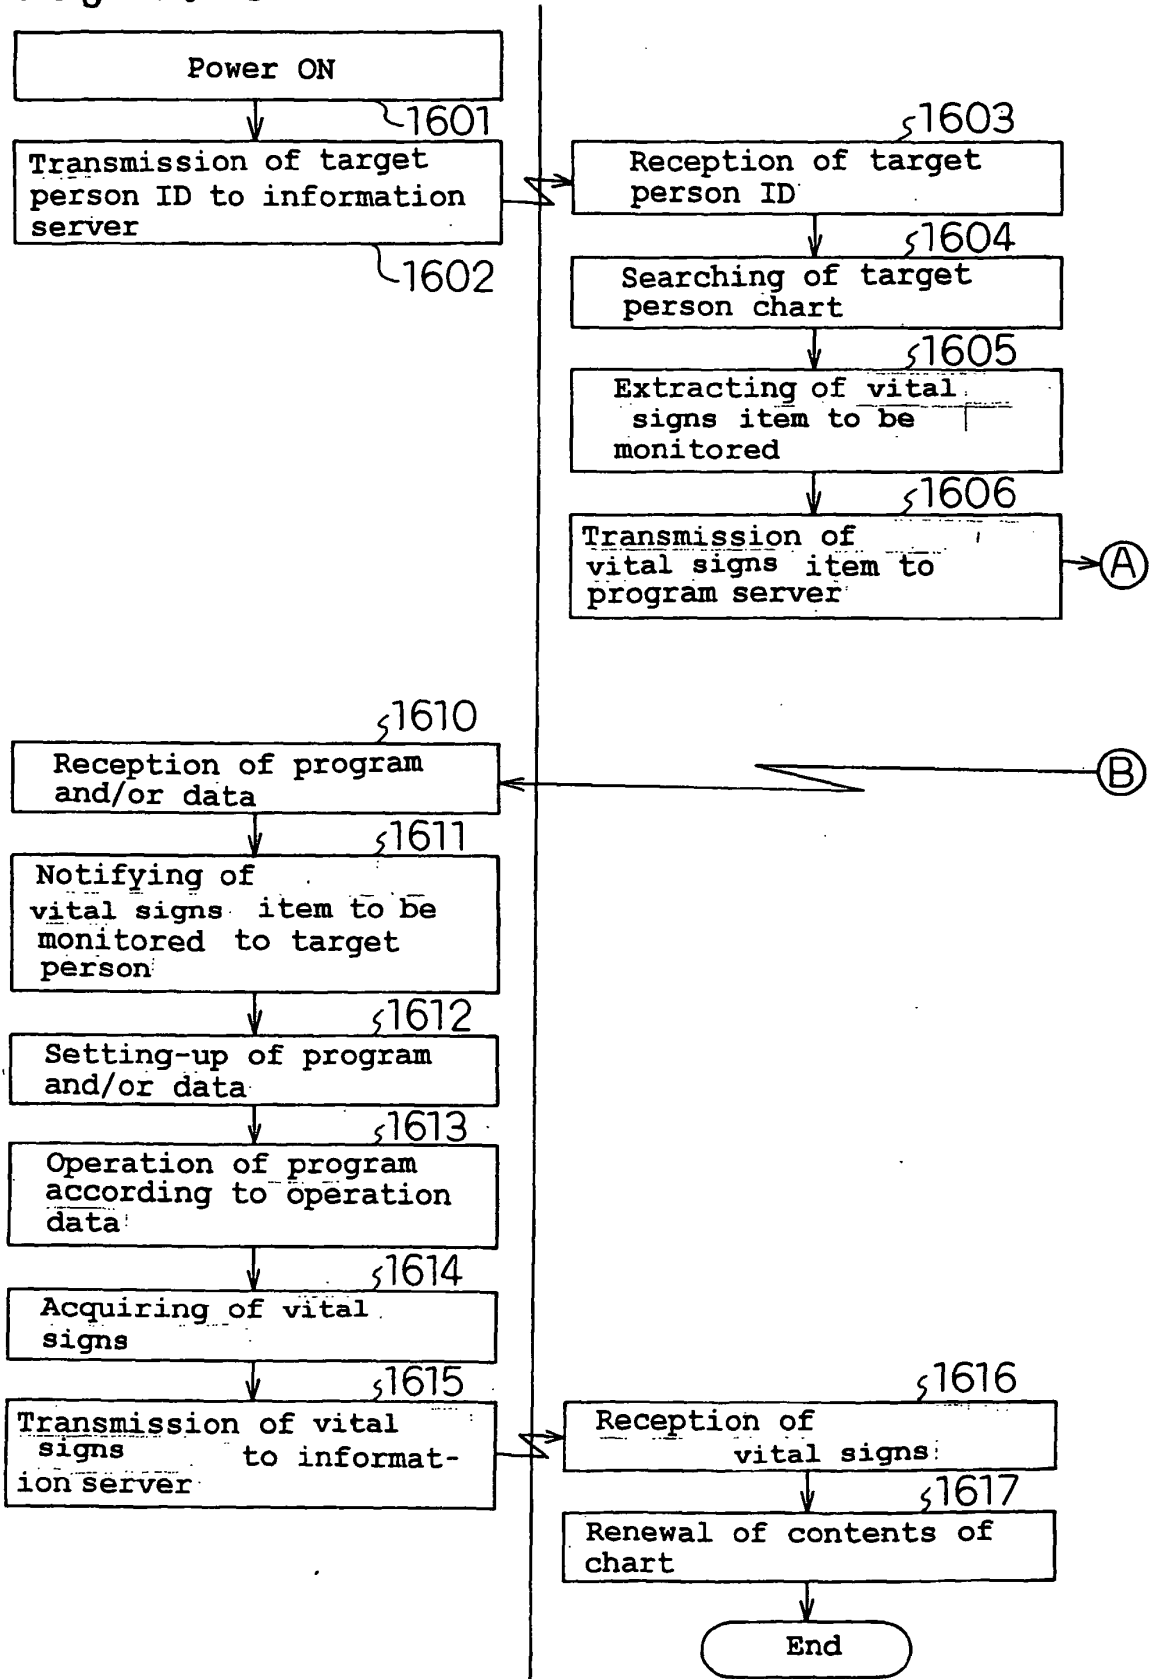 Power ON
1601
Transmission of target
person ID to information
server
1602
1603
Reception of target
person ID
1604
Searching of target
person chart
1605
Extracting of vital
signs item to be
monitored
1606
Transmission of
vital signs item to
program server
A
1610
Reception of program
and/or data
B
1611
Notifying of
vital signs item to be
monitored to target
person
1612
Setting-up of program
and/or data
1613
Operation of program
according to operation
data
1614
Acquiring of vital
signs
1615
Transmission of vital
signs to informat-
ion server
1616
Reception of
vital signs
1617
Renewal of contents of
chart
End